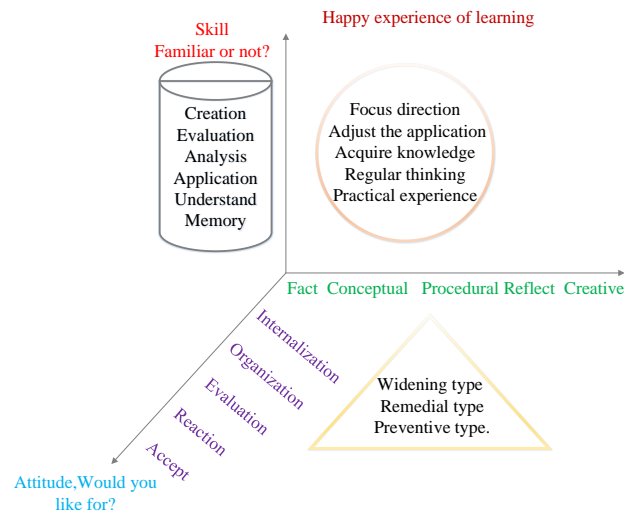 Happy experience of learning
Skill
Familiar or not?
Creation
Evaluation
Analysis
Application
Understand
Memory
Focus direction
Adjust the application
Acquire knowledge
Regular thinking
Practical experience
Fact Conceptual Procedural Reflect Creative
Internalization
Organization
Evaluation
Reaction
Accept
Widening type
Remedial type
Preventive type.
Attitude,Would you
like for?